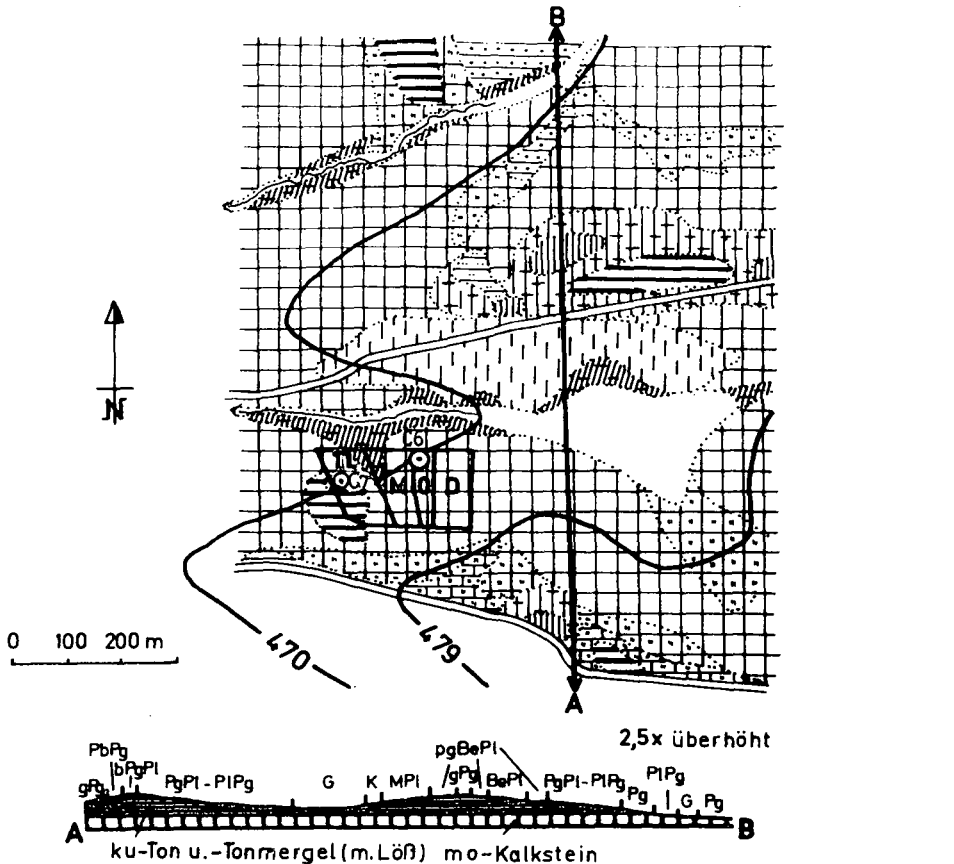 B
N
C6
C7 M O D
0 100 200 m
470
479
A
2,5x überhöht
PbPg
pgBePl
gPg bPgPl PgPl - PlPg G K MPl gPg BePl PgPl-PlPg Pg PlPg G Pg
A B
ku-Ton u.-Tonmergel (m.Löß) mo-Kalkstein